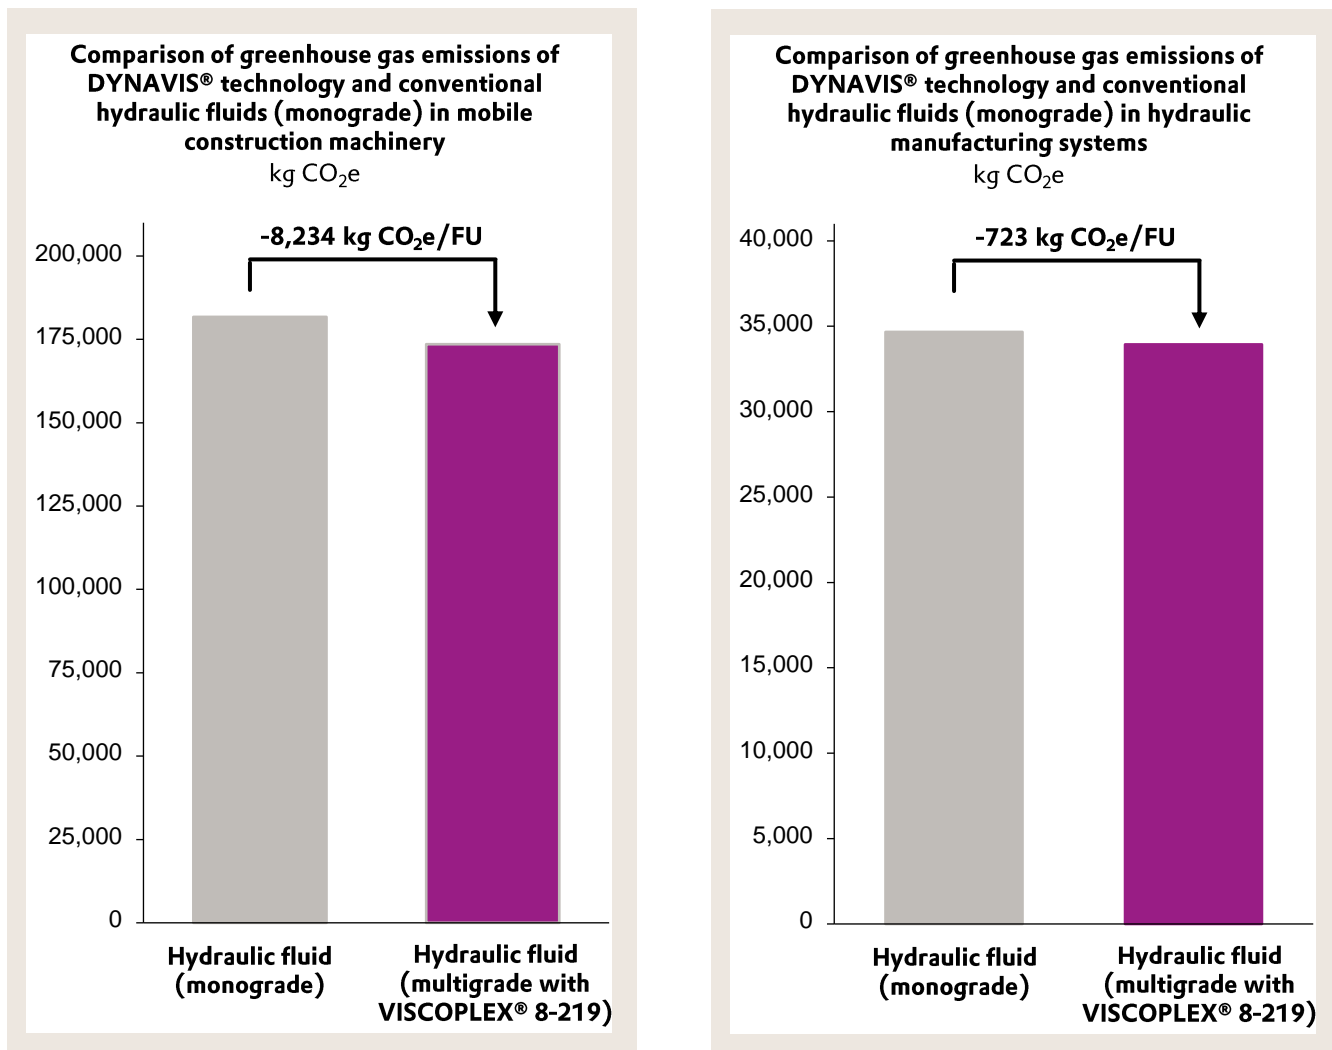 Comparison of greenhouse gas emissions of
DYNAVIS® technology and conventional
hydraulic fluids (monograde) in mobile
construction machinery
kg CO₂e
-8,234 kg CO₂e/FU
200,000
175,000
150,000
125,000
100,000
75,000
50,000
25,000
0
Hydraulic fluid
(monograde)
Hydraulic fluid
(multigrade with
VISCOPLEX® 8-219)
Comparison of greenhouse gas emissions of
DYNAVIS® technology and conventional
hydraulic fluids (monograde) in hydraulic
manufacturing systems
kg CO₂e
-723 kg CO₂e/FU
40,000
35,000
30,000
25,000
20,000
15,000
10,000
5,000
0
Hydraulic fluid
(monograde)
Hydraulic fluid
(multigrade with
VISCOPLEX® 8-219)